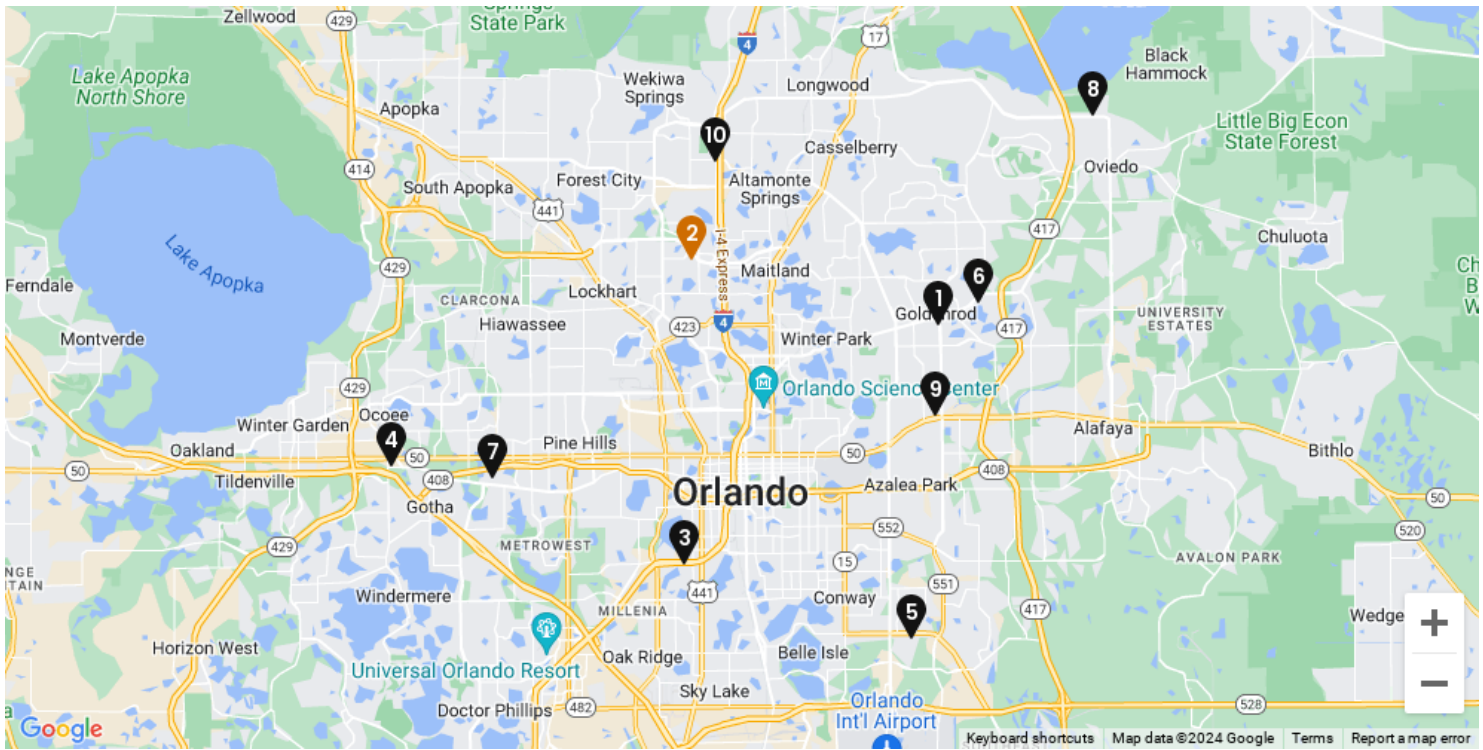 Zellwood
429
Springs
State Park
4
17
Black
Hammock
Lake Apopka
North Shore
Wekiwa
Springs
Longwood
8
Apopka
10
Little Big Econ
State Forest
Casselberry
414
Oviedo
South Apopka
Forest City
Altamonte
Springs
441
2
417
Chuluota
I-4 Express
Lake Apopka
429
Maitland
6
Ferndale
Lockhart
CLARCONA
1
Goldenrod
Hiawassee
423
4
417
UNIVERSITY
ESTATES
Montverde
Winter Park
429
Orlando Science Center
9
Ocoee
Winter Garden
4
7
Pine Hills
Alafaya
Oakland
50
50
Bithlo
50
Tildenville
408
408
Azalea Park
50
Orlando
Gotha
552
520
429
METROWEST
3
15
AVALON PARK
NGE
TAIN
441
551
Windermere
MILLENIA
Conway
417
5
Wedge
+
Horizon West
Universal Orlando Resort
Oak Ridge
Belle Isle
−
Sky Lake
Doctor Phillips
482
Orlando
Int'l Airport
528
Google
Keyboard shortcuts
Map data ©2024 Google
Terms
Report a map error